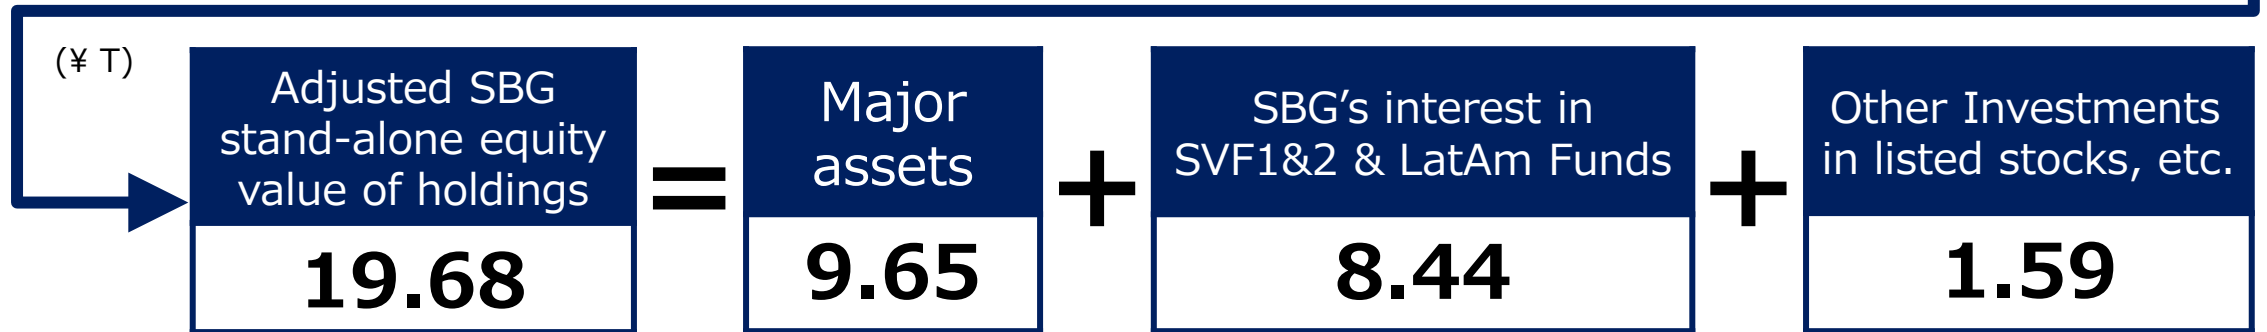 (¥ T)
Adjusted SBG
stand-alone equity
value of holdings
19.68
=
Major
assets
9.65
+
SBG’s interest in
SVF1&2 & LatAm Funds
8.44
+
Other Investments
in listed stocks, etc.
1.59